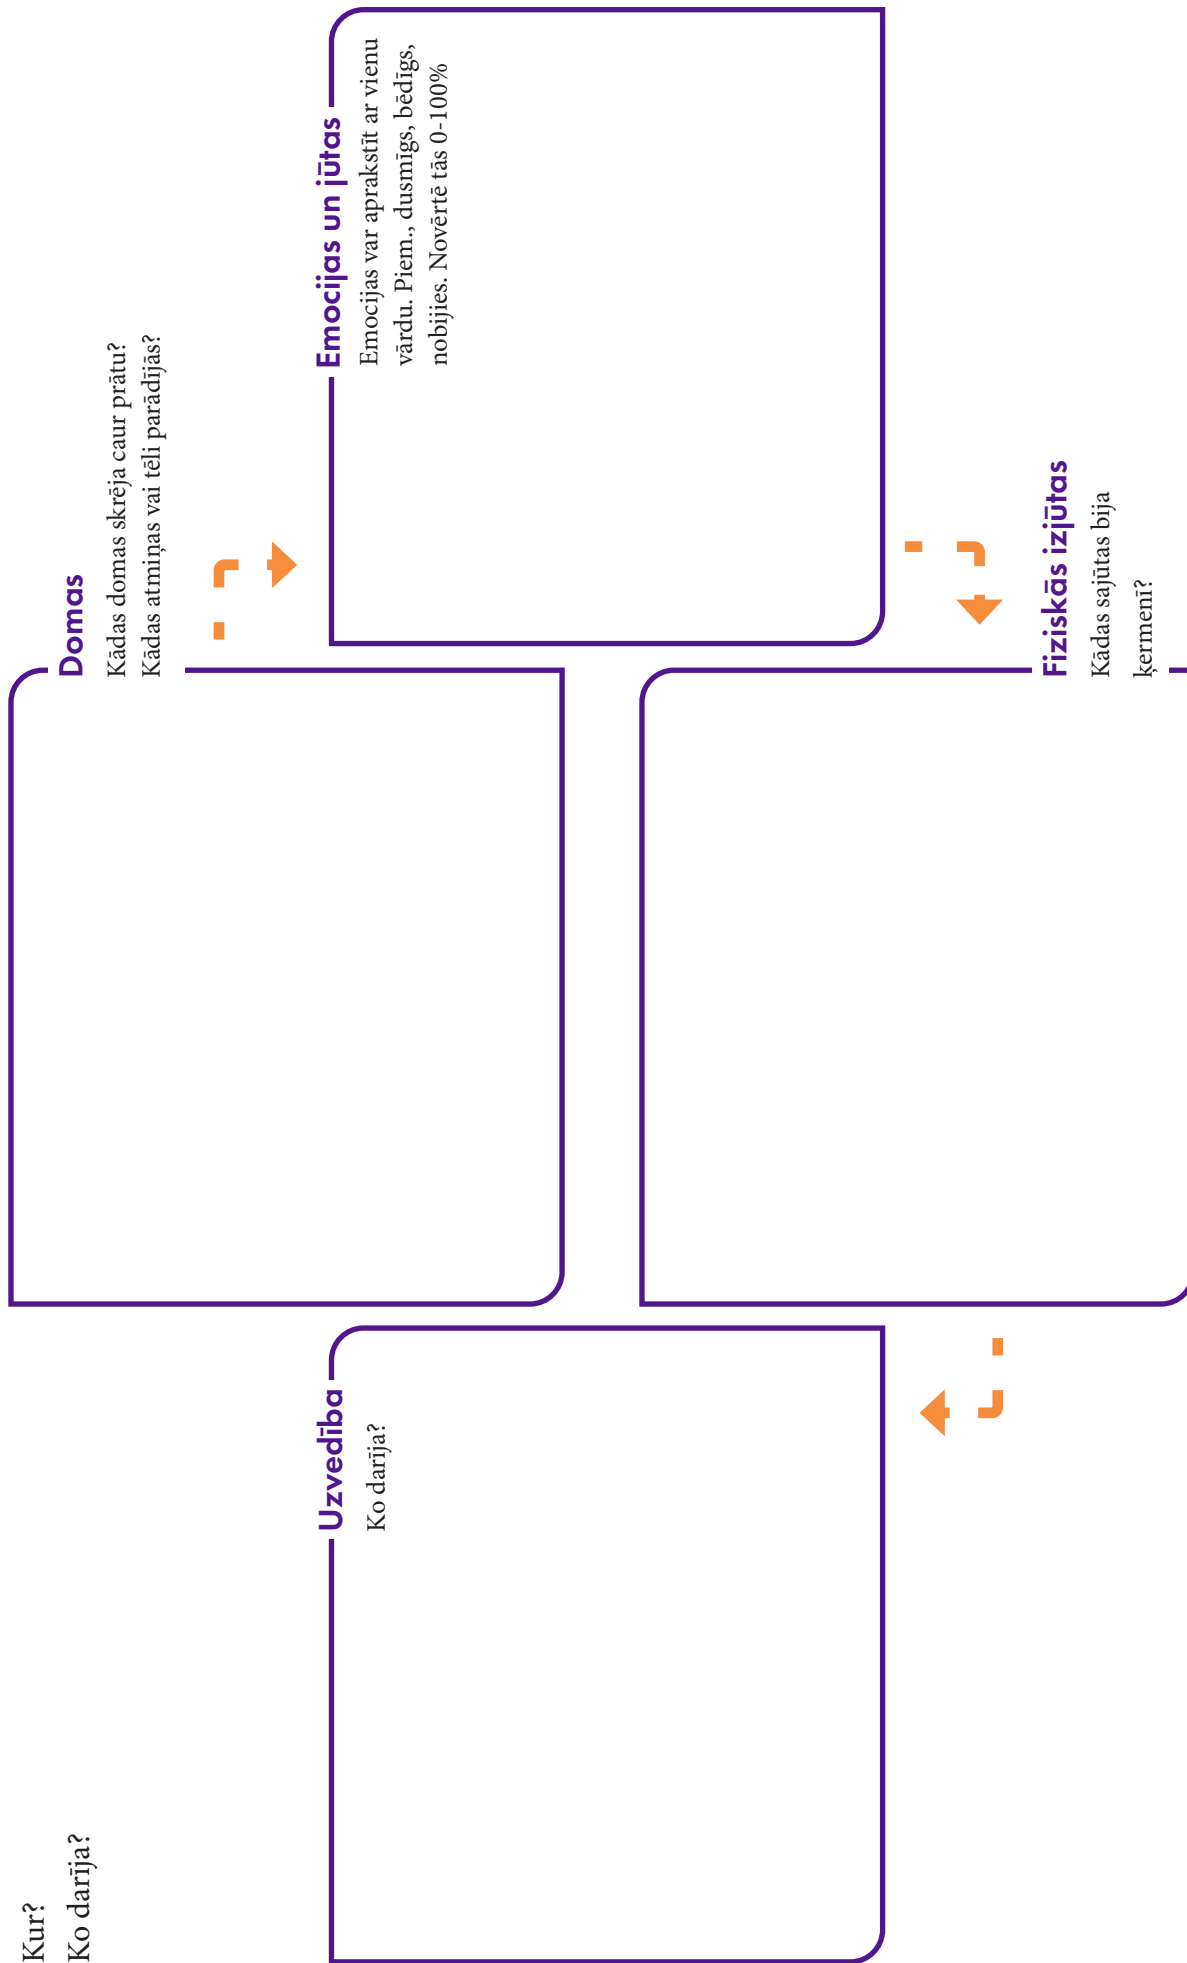 Kur?
Ko darīja?
Domas
Kādas domas skrēja caur prātu?
Kādas atmiņas vai tēli parādījās?
Emocijas un jūtas
Emocijas var aprakstīt ar vienu
vārdu. Piem., dusmīgs, bēdīgs,
nobijies. Novērtē tās 0-100%
Fiziskās izjūtas
Kādas sajūtas bija
ķermenī?
Uzvedība
Ko darīja?